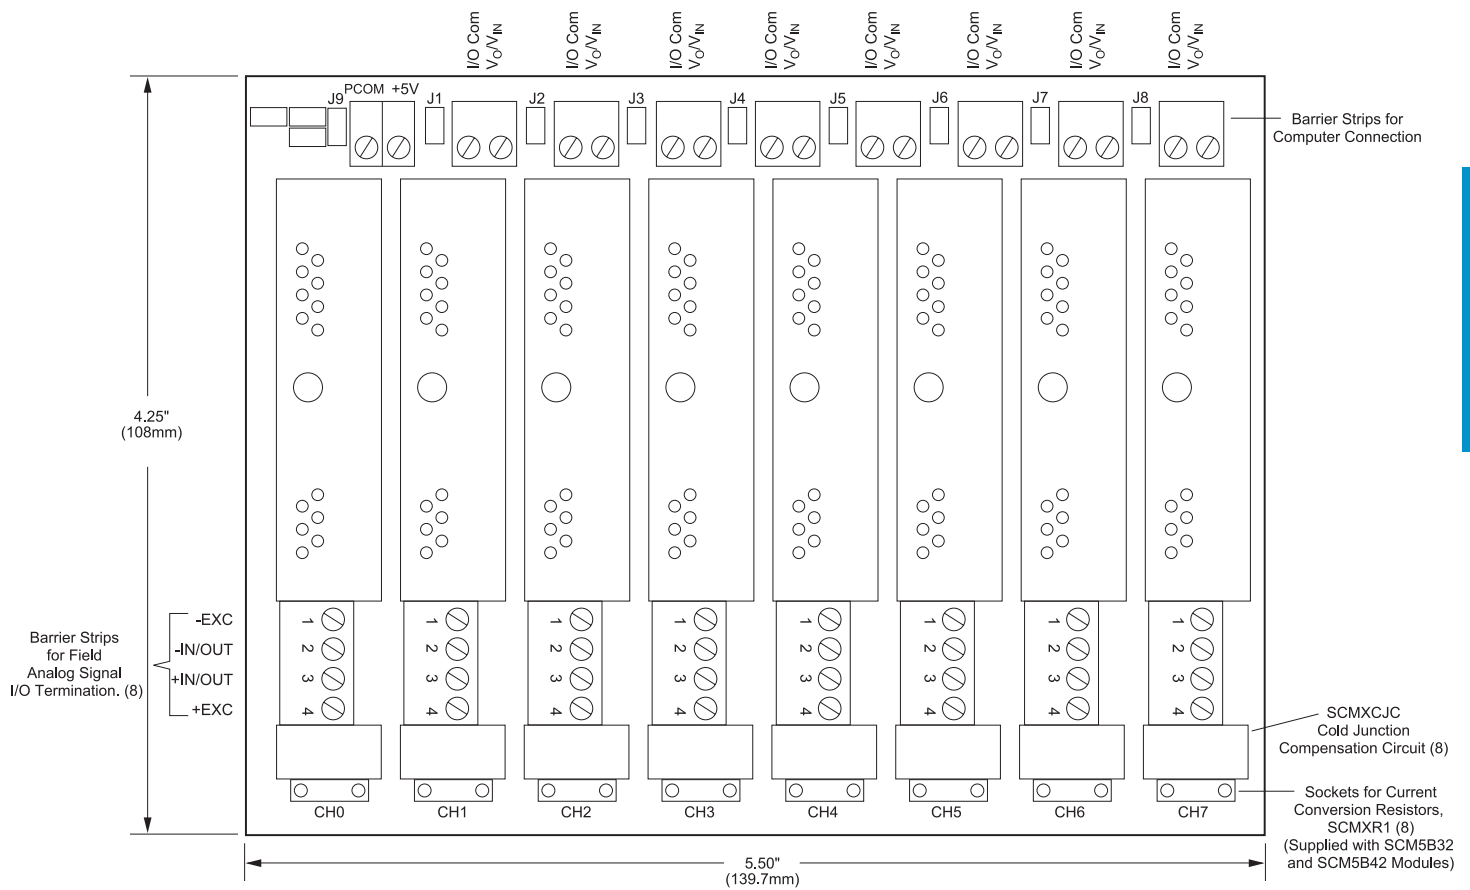 I/O Com
VO/VIN
I/O Com
VO/VIN
I/O Com
VO/VIN
I/O Com
VO/VIN
I/O Com
VO/VIN
I/O Com
VO/VIN
I/O Com
VO/VIN
I/O Com
VO/VIN
PCOM +5V
J9 J1 J2 J3 J4 J5 J6 J7 J8
Barrier Strips for
Computer Connection
4.25"
(108mm)
Barrier Strips
for Field
Analog Signal
I/O Termination. (8)
-EXC
-IN/OUT
+IN/OUT
+EXC
1 1 1 1 1 1 1 1
2 2 2 2 2 2 2 2
3 3 3 3 3 3 3 3
4 4 4 4 4 4 4 4
SCMXCJC
Cold Junction
Compensation Circuit (8)
CH0 CH1 CH2 CH3 CH4 CH5 CH6 CH7
Sockets for Current
Conversion Resistors,
SCMXR1 (8)
(Supplied with SCM5B32
and SCM5B42 Modules)
5.50"
(139.7mm)